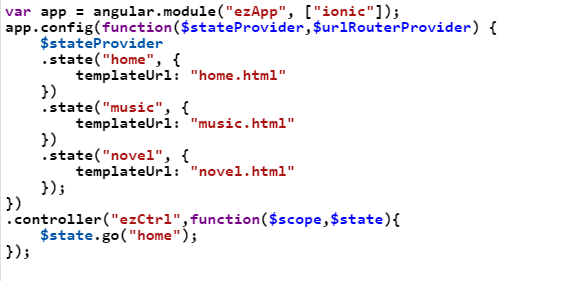 var app = angular.module("ezApp", ["ionic"]);
app.config(function($stateProvider,$urlRouterProvider) {
    $stateProvider
    .state("home", {
        templateUrl: "home.html"
    })
    .state("music", {
        templateUrl: "music.html"
    })
    .state("novel", {
        templateUrl: "novel.html"
    });
})
.controller("ezCtrl",function($scope,$state){
    $state.go("home");
});